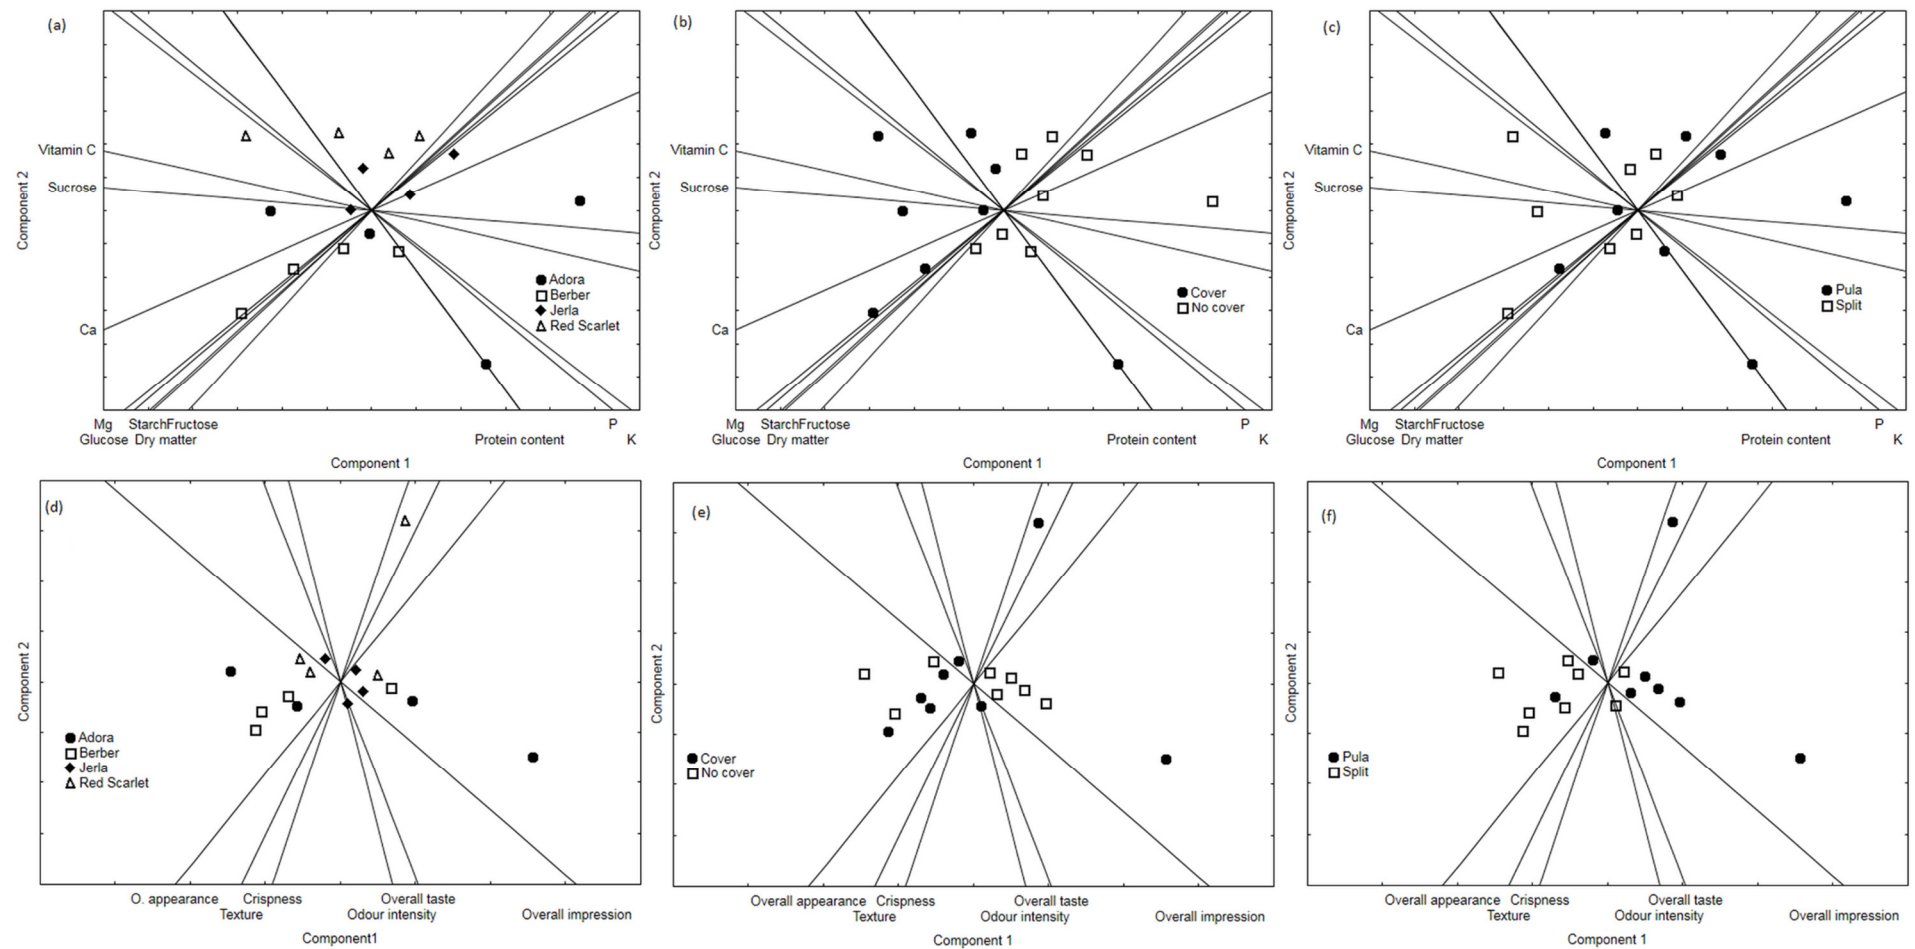 (a)
Component 2
Vitamin C
Sucrose
Ca
Adora
Berber
Jerla
Red Scarlet
Mg StarchFructose P
Glucose Dry matter Protein content K
Component 1
(b)
Component 2
Vitamin C
Sucrose
Ca
Cover
No cover
Mg StarchFructose P
Glucose Dry matter Protein content K
Component 1
(c)
Component 2
Vitamin C
Sucrose
Ca
Pula
Split
Mg StarchFructose P
Glucose Dry matter Protein content K
Component 1
(d)
Component 2
Adora
Berber
Jerla
Red Scarlet
O. appearance Crispness Overall taste
Texture Odour intensity Overall impression
Component1
(e)
Component 2
Cover
No cover
Overall appearance Crispness Overall taste
Texture Odour intensity Overall impression
Component 1
(f)
Component 2
Pula
Split
Overall appearance Crispness Overall taste
Texture Odour intensity Overall impression
Component 1